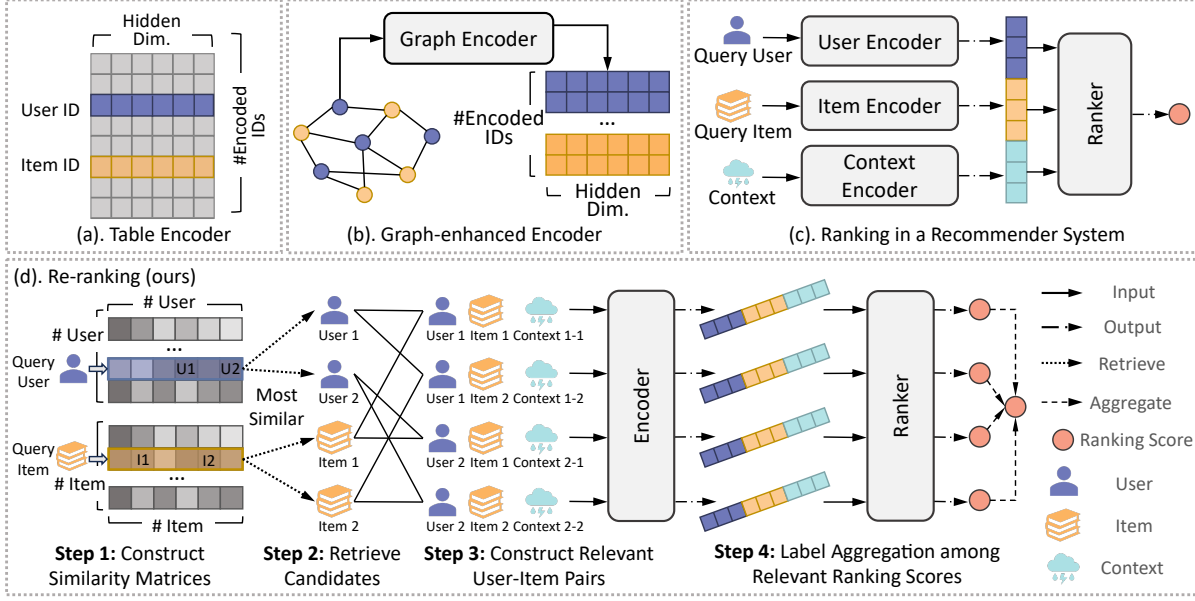 Hidden
Dim.
User ID
Item ID
#Encoded
IDs
(a). Table Encoder
Graph Encoder
#Encoded
IDs
...
Hidden
Dim.
(b). Graph-enhanced Encoder
Query User
User Encoder
Query Item
Item Encoder
Context
Context
Encoder
Ranker
(c). Ranking in a Recommender System
(d). Re-ranking (ours)
# User
# User
...
Query
User
U1
U2
Most
Similar
Query
Item
I1
I2
...
# Item
# Item
Step 1: Construct
Similarity Matrices
User 1
User 2
Item 1
Item 2
Step 2: Retrieve
Candidates
User 1 Item 1 Context 1-1
User 1 Item 2 Context 1-2
User 2 Item 1 Context 2-1
User 2 Item 2 Context 2-2
Step 3: Construct Relevant
User-Item Pairs
Encoder
Ranker
Step 4: Label Aggregation among
Relevant Ranking Scores
Input
Output
Retrieve
Aggregate
Ranking Score
User
Item
Context